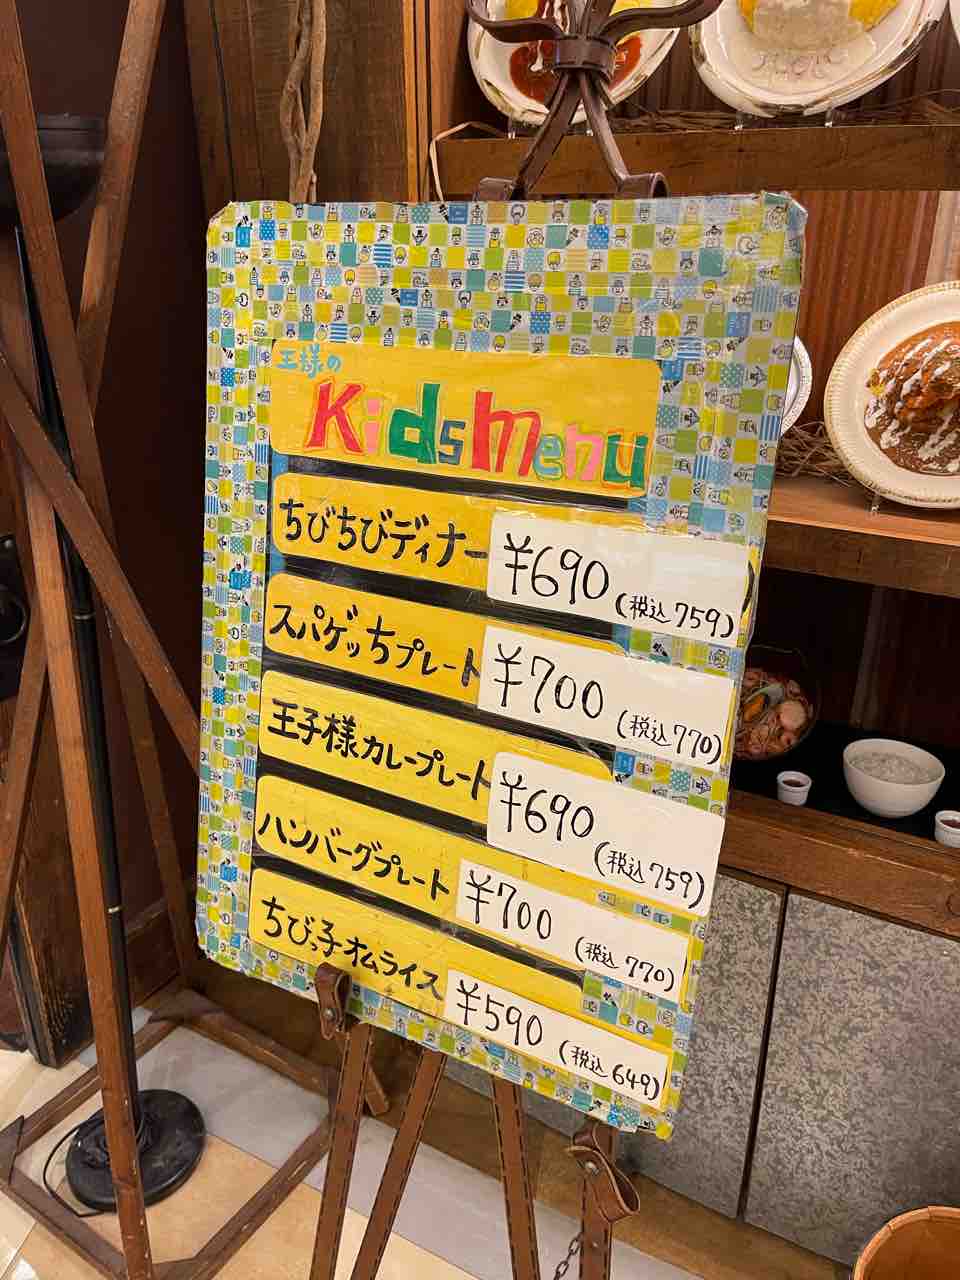 王様の
Kids Menu
ちびちびディナー ¥690 (税込759)
スパゲッちプレート ¥700 (税込770)
王子様カレープレート ¥690 (税込759)
ハンバーグプレート ¥700 (税込770)
ちびっ子オムライス ¥590 (税込649)